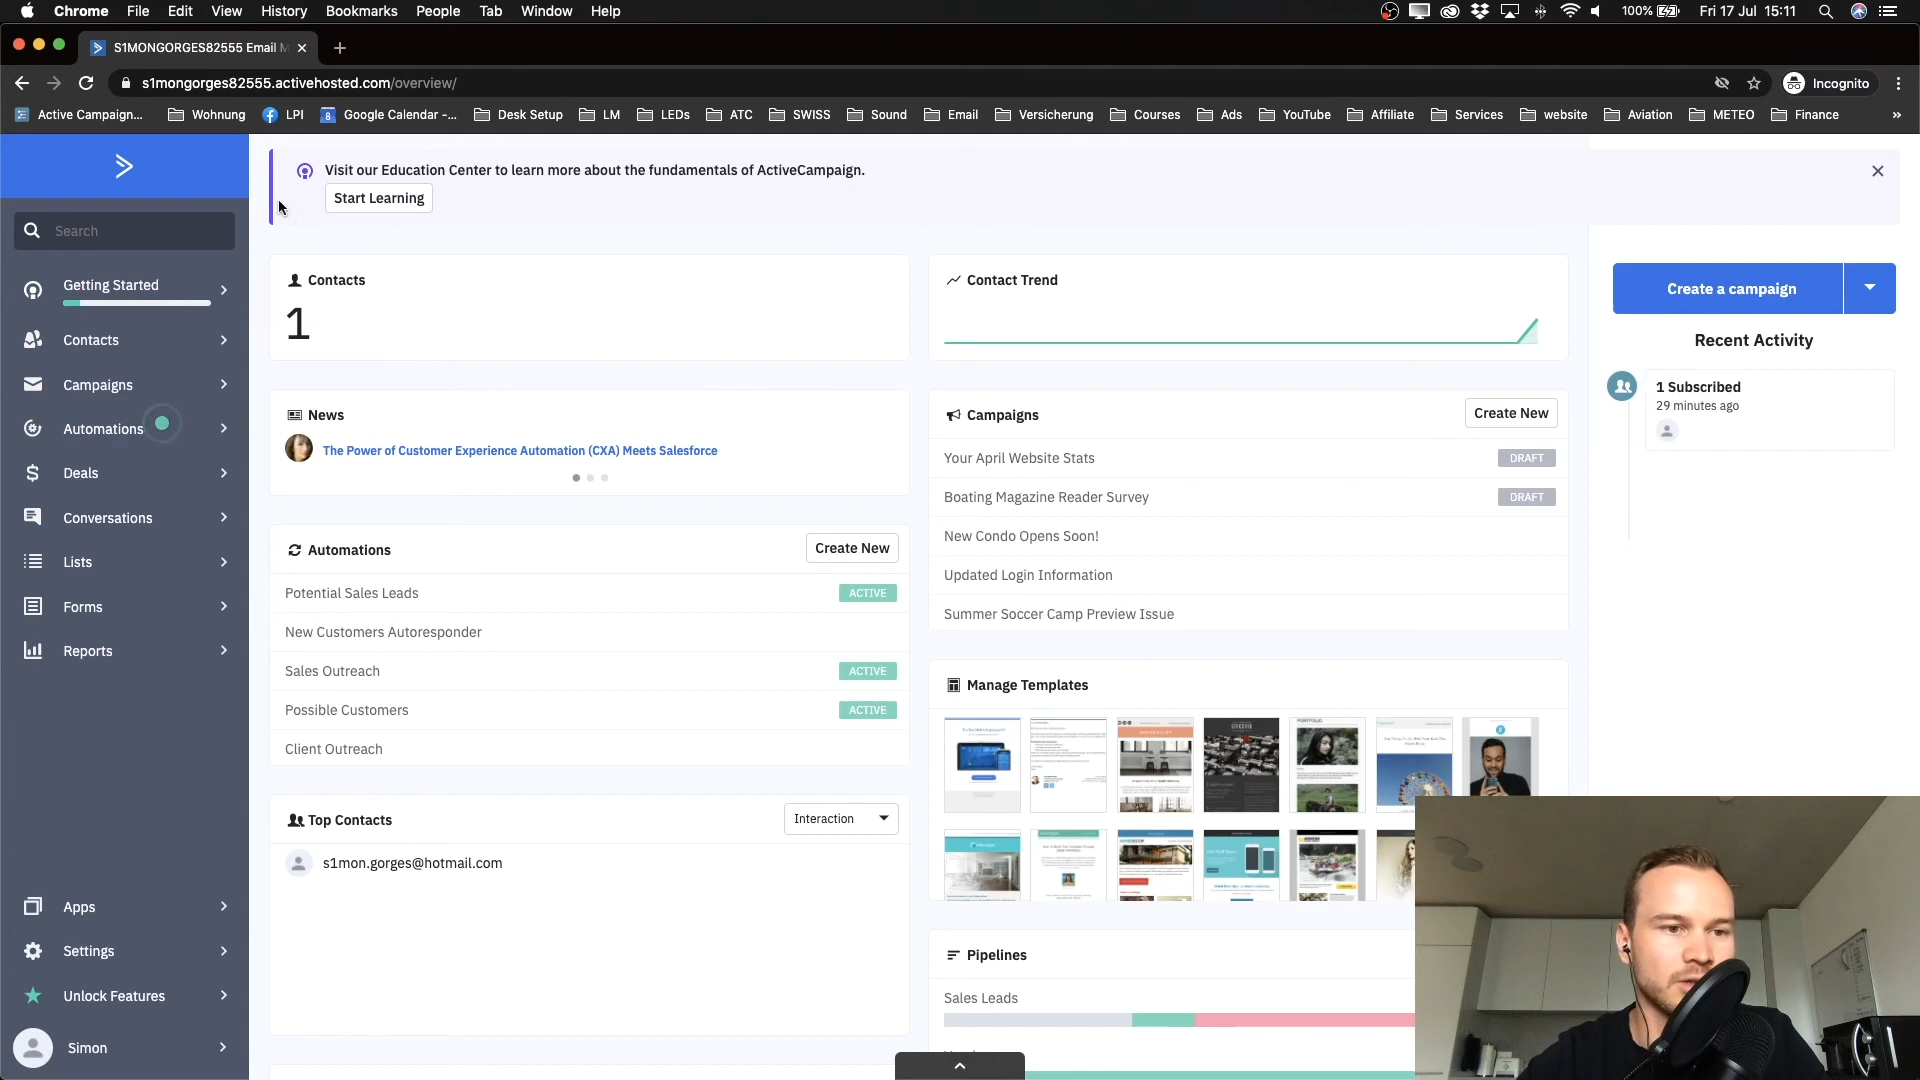 Chrome File Edit View History Bookmarks People Tab Window Help 100% Fri 17 Jul 15:11
S1MONGORGES82555 Email M
s1mongorges82555.activehosted.com/overview/ Incognito
Active Campaign... Wohnung LPI Google Calendar -... Desk Setup LM LEDs ATC SWISS Sound Email Versicherung Courses Ads YouTube Affiliate Services website Aviation METEO Finance
Visit our Education Center to learn more about the fundamentals of ActiveCampaign.
Start Learning
Search
Getting Started
Contacts
Campaigns
Automations
Deals
Conversations
Lists
Forms
Reports
Apps
Settings
Unlock Features
Simon
Contacts
1
News
The Power of Customer Experience Automation (CXA) Meets Salesforce
Automations Create New
Potential Sales Leads ACTIVE
New Customers Autoresponder
Sales Outreach ACTIVE
Possible Customers ACTIVE
Client Outreach
Top Contacts Interaction
s1mon.gorges@hotmail.com
Contact Trend
Campaigns Create New
Your April Website Stats DRAFT
Boating Magazine Reader Survey DRAFT
New Condo Opens Soon!
Updated Login Information
Summer Soccer Camp Preview Issue
Manage Templates
PORTFOLIO
Pipelines
Sales Leads
Create a campaign
Recent Activity
1 Subscribed
29 minutes ago